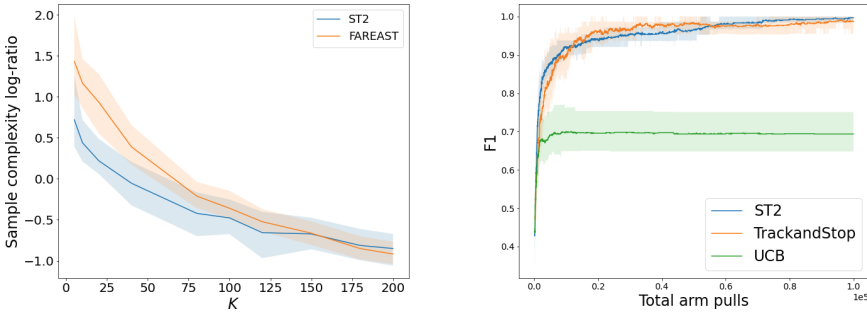 Sample complexity log-ratio
2.0
1.5
1.0
0.5
0.0
−0.5
−1.0
ST2
FAREAST
0 25 50 75 100 125 150 175 200
K
F1
1.0
0.9
0.8
0.7
0.6
0.5
0.4
ST2
TrackandStop
UCB
0.0 0.2 0.4 0.6 0.8 1.0
1e5
Total arm pulls